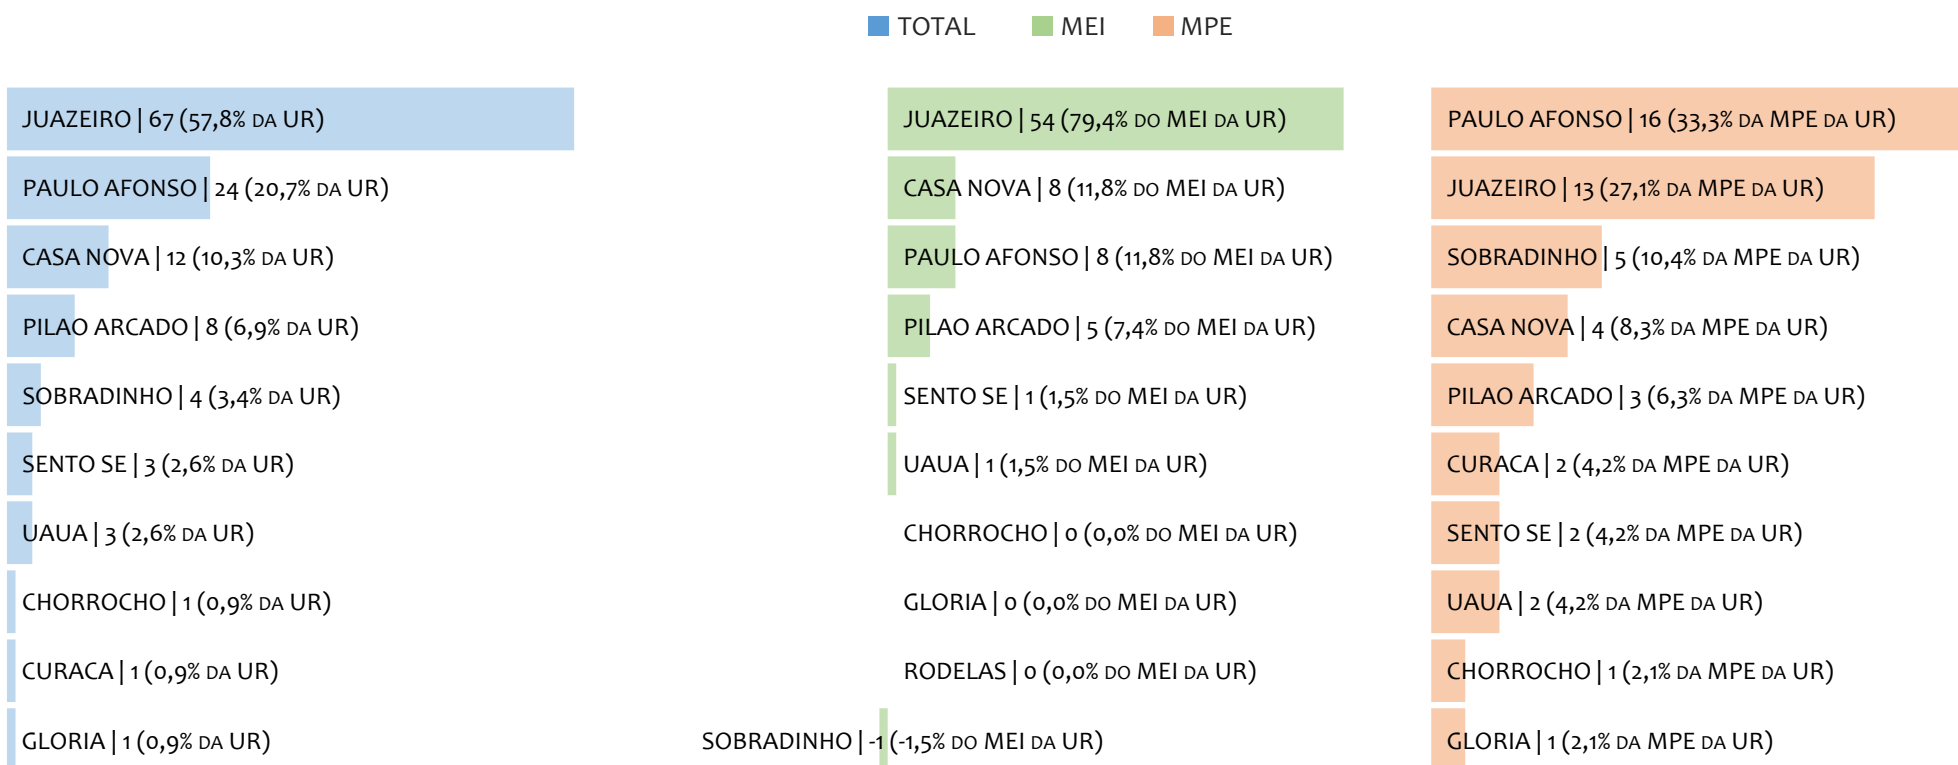 TOTAL MEI MPE
JUAZEIRO | 67 (57,8% DA UR)
PAULO AFONSO | 24 (20,7% DA UR)
CASA NOVA | 12 (10,3% DA UR)
PILAO ARCADO | 8 (6,9% DA UR)
SOBRADINHO | 4 (3,4% DA UR)
SENTO SE | 3 (2,6% DA UR)
UAUA | 3 (2,6% DA UR)
CHORROCHO | 1 (0,9% DA UR)
CURACA | 1 (0,9% DA UR)
GLORIA | 1 (0,9% DA UR)
JUAZEIRO | 54 (79,4% DO MEI DA UR)
CASA NOVA | 8 (11,8% DO MEI DA UR)
PAULO AFONSO | 8 (11,8% DO MEI DA UR)
PILAO ARCADO | 5 (7,4% DO MEI DA UR)
SENTO SE | 1 (1,5% DO MEI DA UR)
UAUA | 1 (1,5% DO MEI DA UR)
CHORROCHO | 0 (0,0% DO MEI DA UR)
GLORIA | 0 (0,0% DO MEI DA UR)
RODELAS | 0 (0,0% DO MEI DA UR)
SOBRADINHO | -1 (-1,5% DO MEI DA UR)
PAULO AFONSO | 16 (33,3% DA MPE DA UR)
JUAZEIRO | 13 (27,1% DA MPE DA UR)
SOBRADINHO | 5 (10,4% DA MPE DA UR)
CASA NOVA | 4 (8,3% DA MPE DA UR)
PILAO ARCADO | 3 (6,3% DA MPE DA UR)
CURACA | 2 (4,2% DA MPE DA UR)
SENTO SE | 2 (4,2% DA MPE DA UR)
UAUA | 2 (4,2% DA MPE DA UR)
CHORROCHO | 1 (2,1% DA MPE DA UR)
GLORIA | 1 (2,1% DA MPE DA UR)